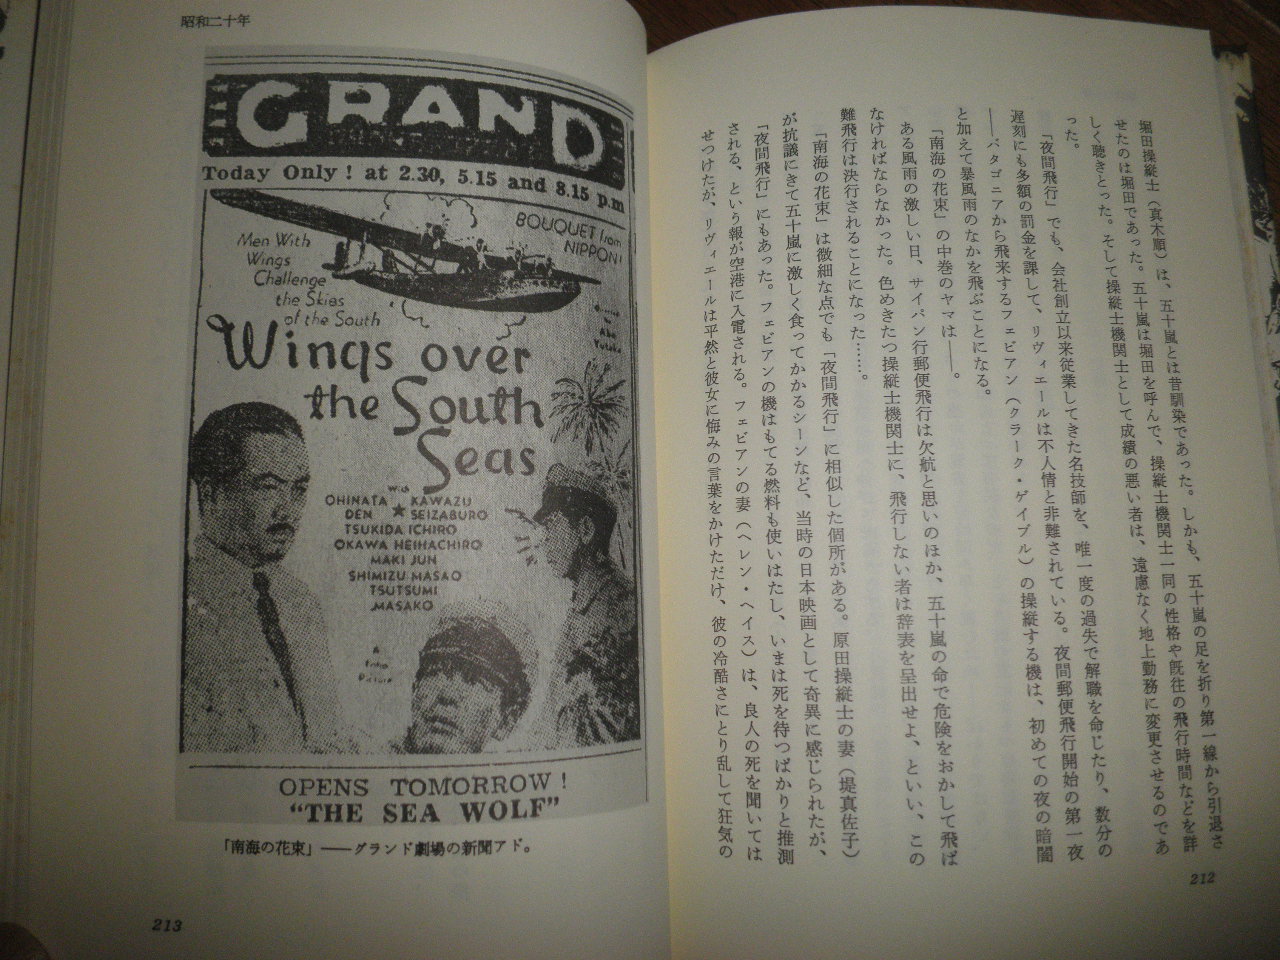 堀田操縦士（真木順）は、五十嵐とは昔馴染であった。しかも、五十嵐の足を折り第一線から引退さ
せたのは堀田であった。五十嵐は堀田を呼んで、操縦士機関士一同の性格や既往の飛行時間などを詳
しく聴きとった。そして操縦士機関士として成績の悪い者は、遠慮なく地上勤務に変更させるのであ
った。
「夜間飛行」でも、会社創立以来従業してきた名技師を、唯一度の過失で解職を命じたり、数分の
遅刻にも多額の罰金を課して、リヴィエールは不人情と非難されている。夜間郵便飛行開始の第一夜
――パタゴニアから飛来するフェビアン（クラーク・ゲイブル）の操縦する機は、初めての夜の暗闇
と加えて暴風雨のなかを飛ぶことになる。
「南海の花束」の中巻のヤマは――。
ある風雨の激しい日、サイパン行郵便飛行は欠航と思いのほか、五十嵐の命で危険をおかして飛ば
なければならなかった。色めきたつ操縦士機関士に、飛行しない者は辞表を呈出せよ、といい、この
難飛行は決行されることになった……。
「南海の花束」は微細な点でも「夜間飛行」に相似した個所がある。原田操縦士の妻（堤真佐子）
が抗議にきて五十嵐に激しく食ってかかるシーンなど、当時の日本映画として奇異に感じられたが、
「夜間飛行」にもあった。フェビアンの機はもてる燃料も使いはたし、いまは死を待つばかりと推測
される、という報が空港に入電される。フェビアンの妻（ヘレン・ヘイス）は、良人の死を聞いては
せつけたが、リヴィエールは平然と彼女に悔みの言葉をかけただけ、彼の冷酷さにとり乱して狂気の
212
昭和二十年
GRAND
Today Only ! at 2.30, 5.15 and 8.15 p.m
BOUQUET from
NIPPON!
Men With
Wings
Challenge
the Skies
of the South
by
Abe
Yutaka
Wings over
the South
Seas
With
OHINATA KAWAZU
DEN ★ SEIZABURO
TSUKIDA ICHIRO
OKAWA HEIHACHIRO
MAKI JUN
SHIMIZU MASAO
TSUTSUMI
MASAKO
A
Toho
Picture
OPENS TOMORROW !
“THE SEA WOLF”
「南海の花束」――グランド劇場の新聞アド。
213